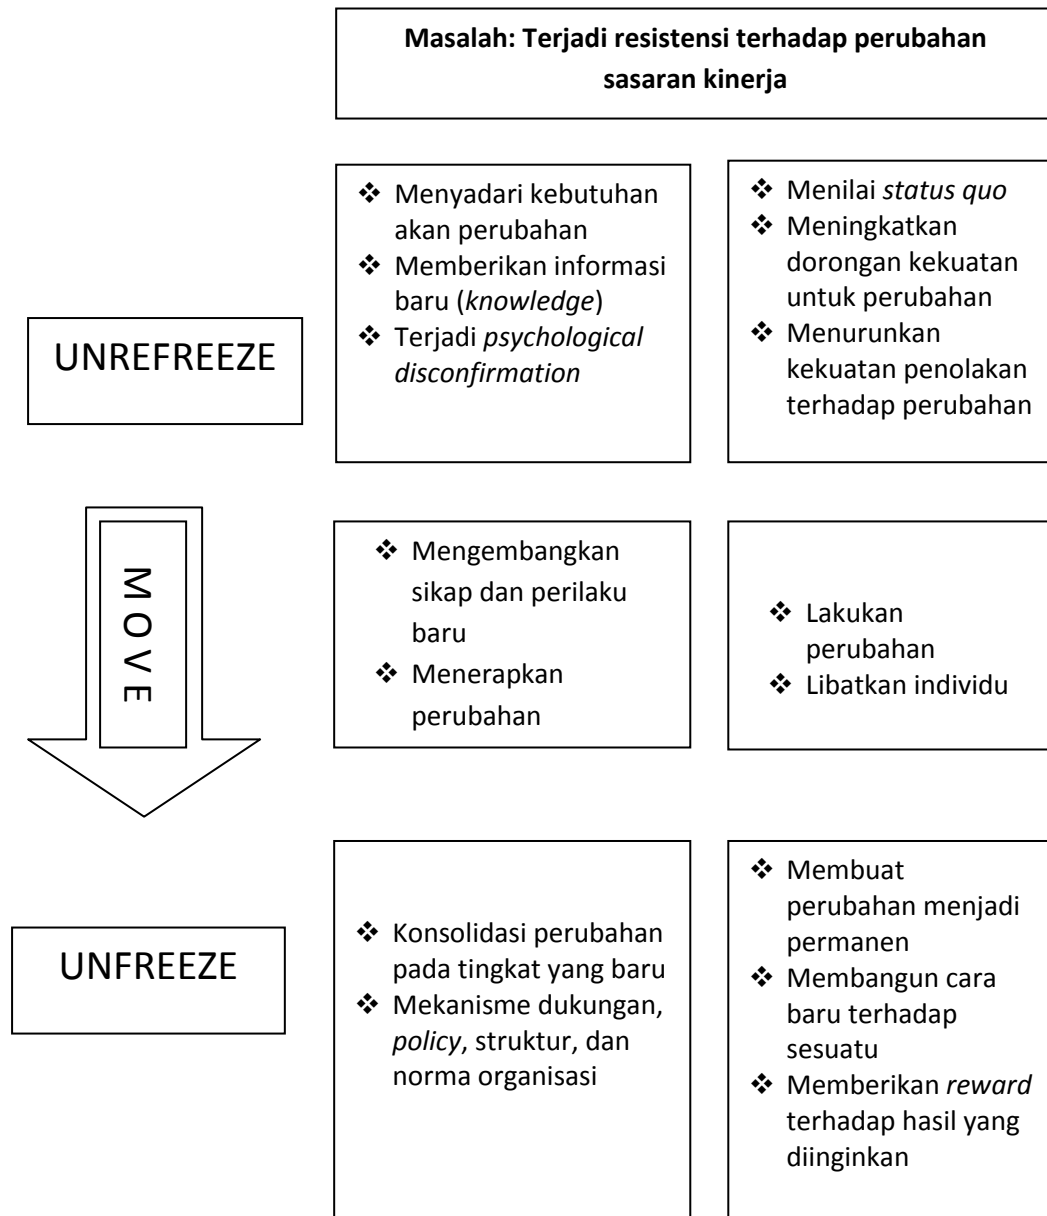 Masalah: Terjadi resistensi terhadap perubahan
sasaran kinerja
❖ Menyadari kebutuhan
akan perubahan
❖ Memberikan informasi
baru (knowledge)
❖ Terjadi psychological
disconfirmation
❖ Menilai status quo
❖ Meningkatkan
dorongan kekuatan
untuk perubahan
❖ Menurunkan
kekuatan penolakan
terhadap perubahan
UNREFREEZE
MOVE
❖ Mengembangkan
sikap dan perilaku
baru
❖ Menerapkan
perubahan
❖ Lakukan
perubahan
❖ Libatkan individu
UNFREEZE
❖ Konsolidasi perubahan
pada tingkat yang baru
❖ Mekanisme dukungan,
policy, struktur, dan
norma organisasi
❖ Membuat
perubahan menjadi
permanen
❖ Membangun cara
baru terhadap
sesuatu
❖ Memberikan reward
terhadap hasil yang
diinginkan